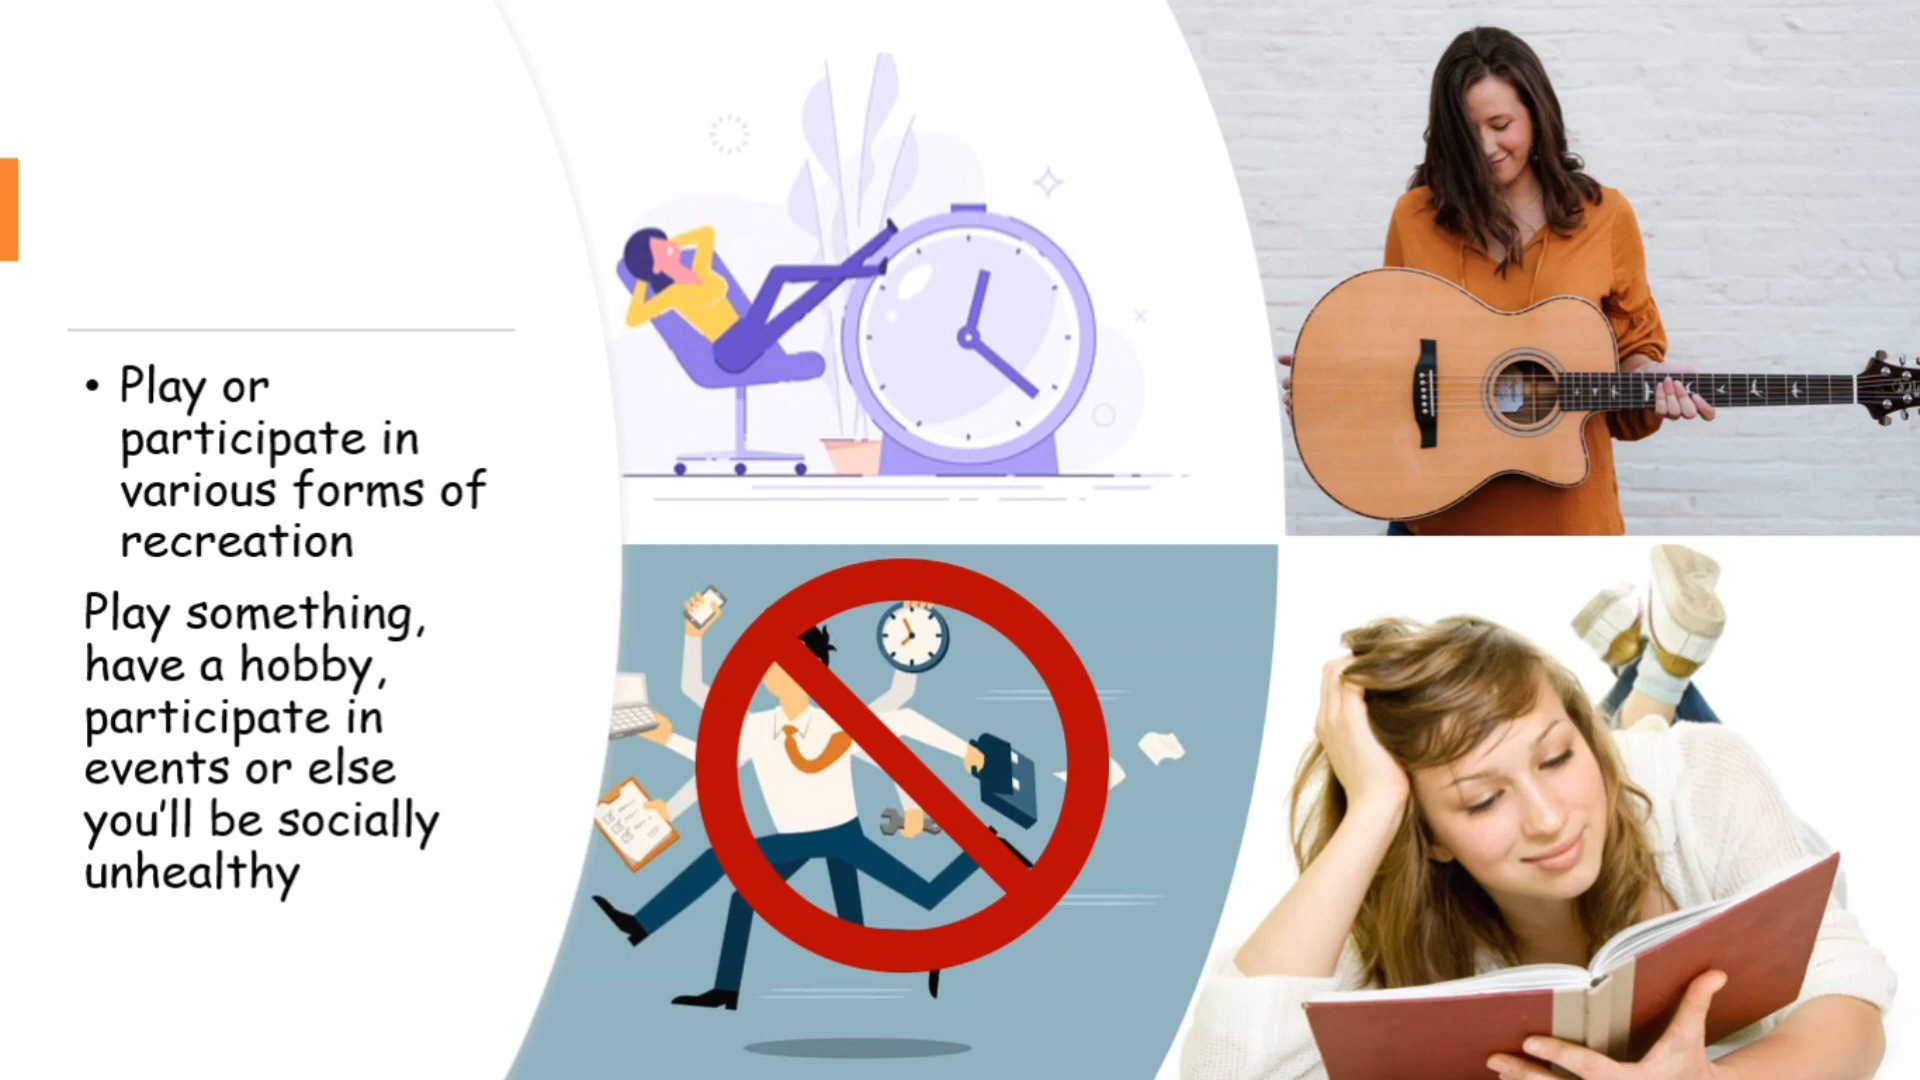 • Play or
participate in
various forms of
recreation
Play something,
have a hobby,
participate in
events or else
you'll be socially
unhealthy